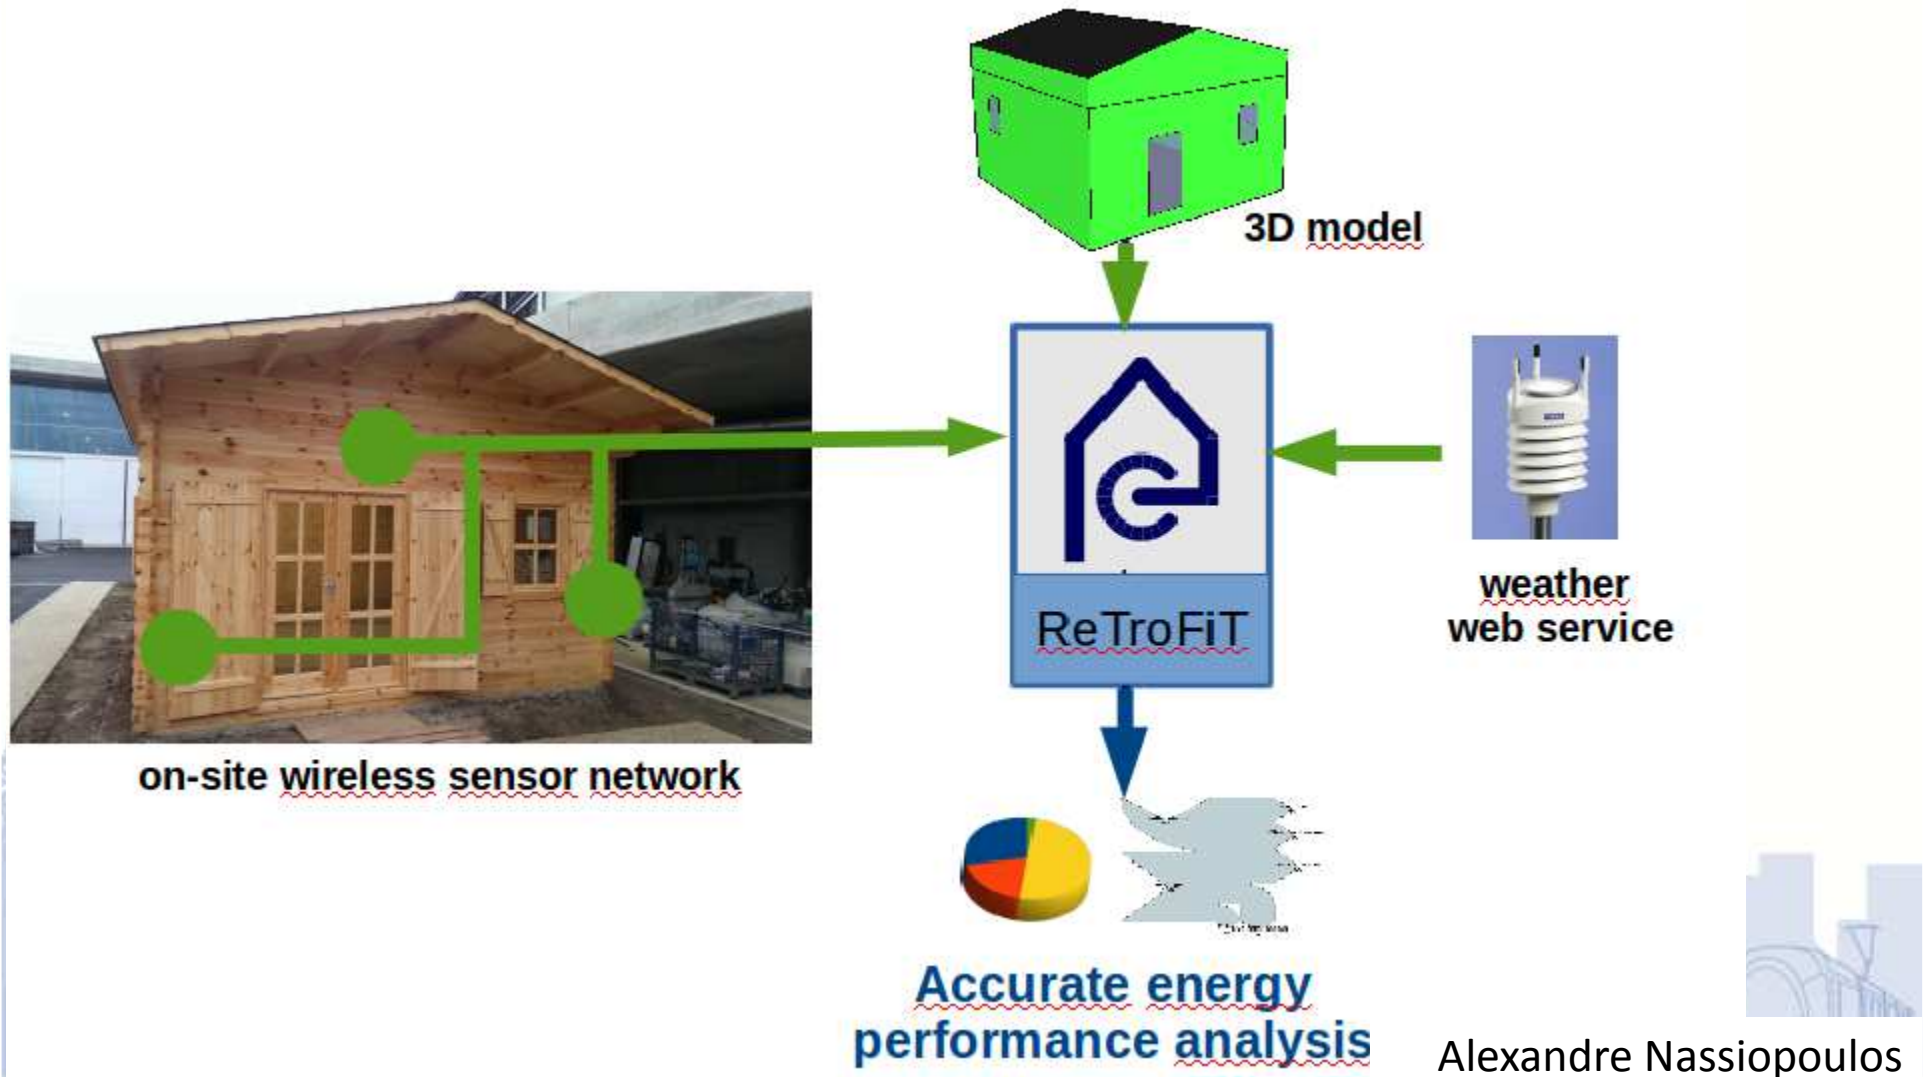 3D model
ReTroFiT
weather
web service
on-site wireless sensor network
Accurate energy
performance analysis
Alexandre Nassiopoulos